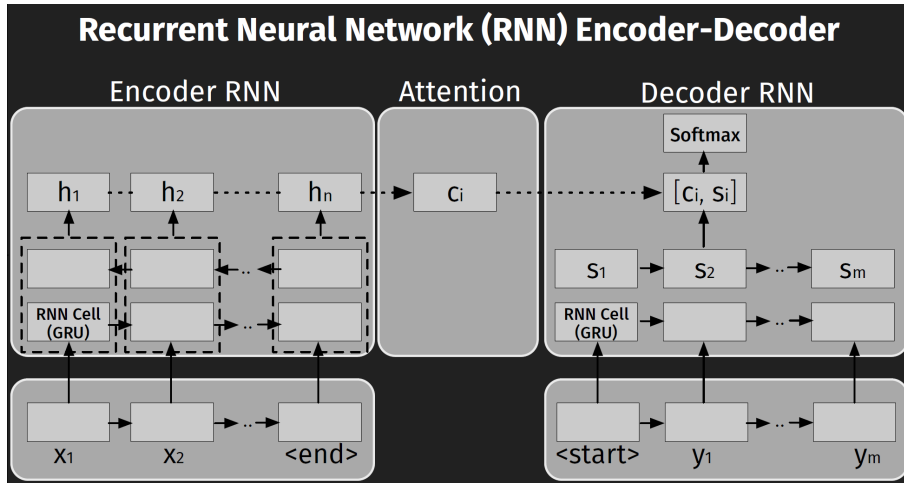 Recurrent Neural Network (RNN) Encoder-Decoder
Encoder RNN
Attention
Decoder RNN
Softmax
h1
h2
hn
ci
[ci, si]
s1
s2
..
sm
..
RNN Cell
(GRU)
..
RNN Cell
(GRU)
..
..
..
x1
x2
<end>
<start>
y1
ym